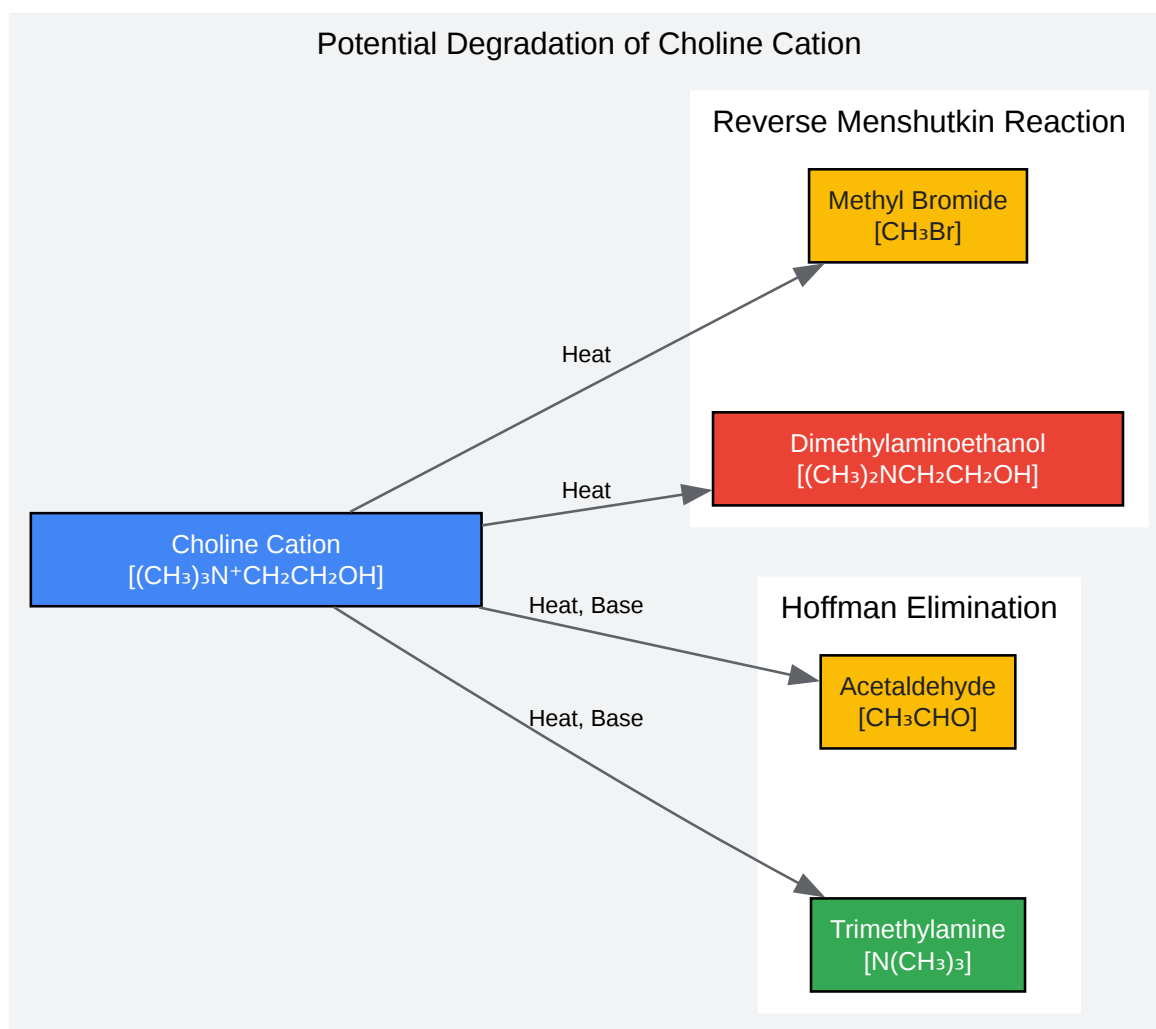 Potential Degradation of Choline Cation
Reverse Menshutkin Reaction
Methyl Bromide
[CH₃Br]
Heat
Dimethylaminoethanol
[(CH₃)₂NCH₂CH₂OH]
Heat
Choline Cation
[(CH₃)₃N⁺CH₂CH₂OH]
Heat, Base
Hoffman Elimination
Acetaldehyde
[CH₃CHO]
Heat, Base
Trimethylamine
[N(CH₃)₃]